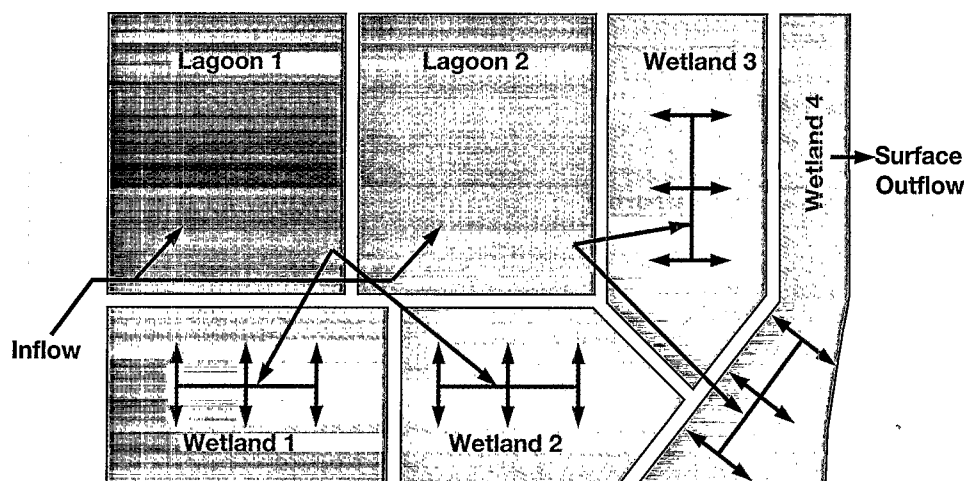 Lagoon 1
Lagoon 2
Wetland 3
Wetland 4
Surface
Outflow
Inflow
Wetland 1
Wetland 2